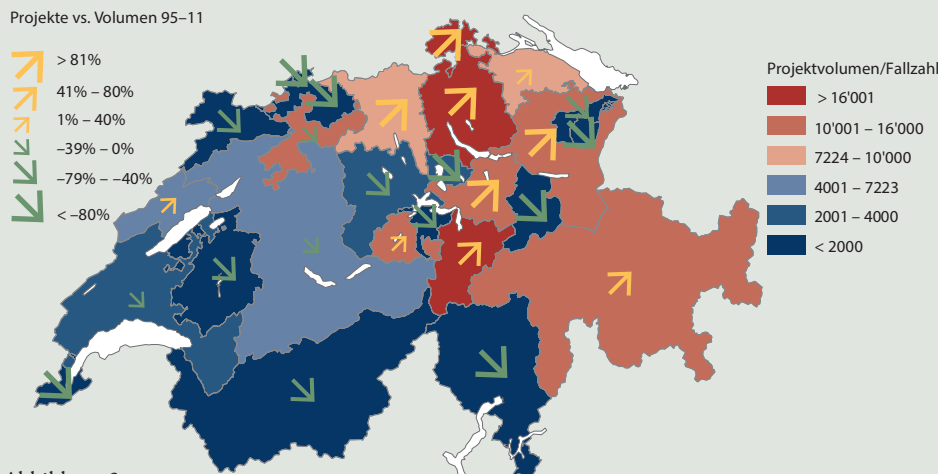 Projekte vs. Volumen 95–11
> 81%
41% – 80%
1% – 40%
–39% – 0%
–79% – –40%
< –80%
Projektvolumen/Fallzahl
> 16'001
10'001 – 16'000
7224 – 10'000
4001 – 7223
2001 – 4000
< 2000